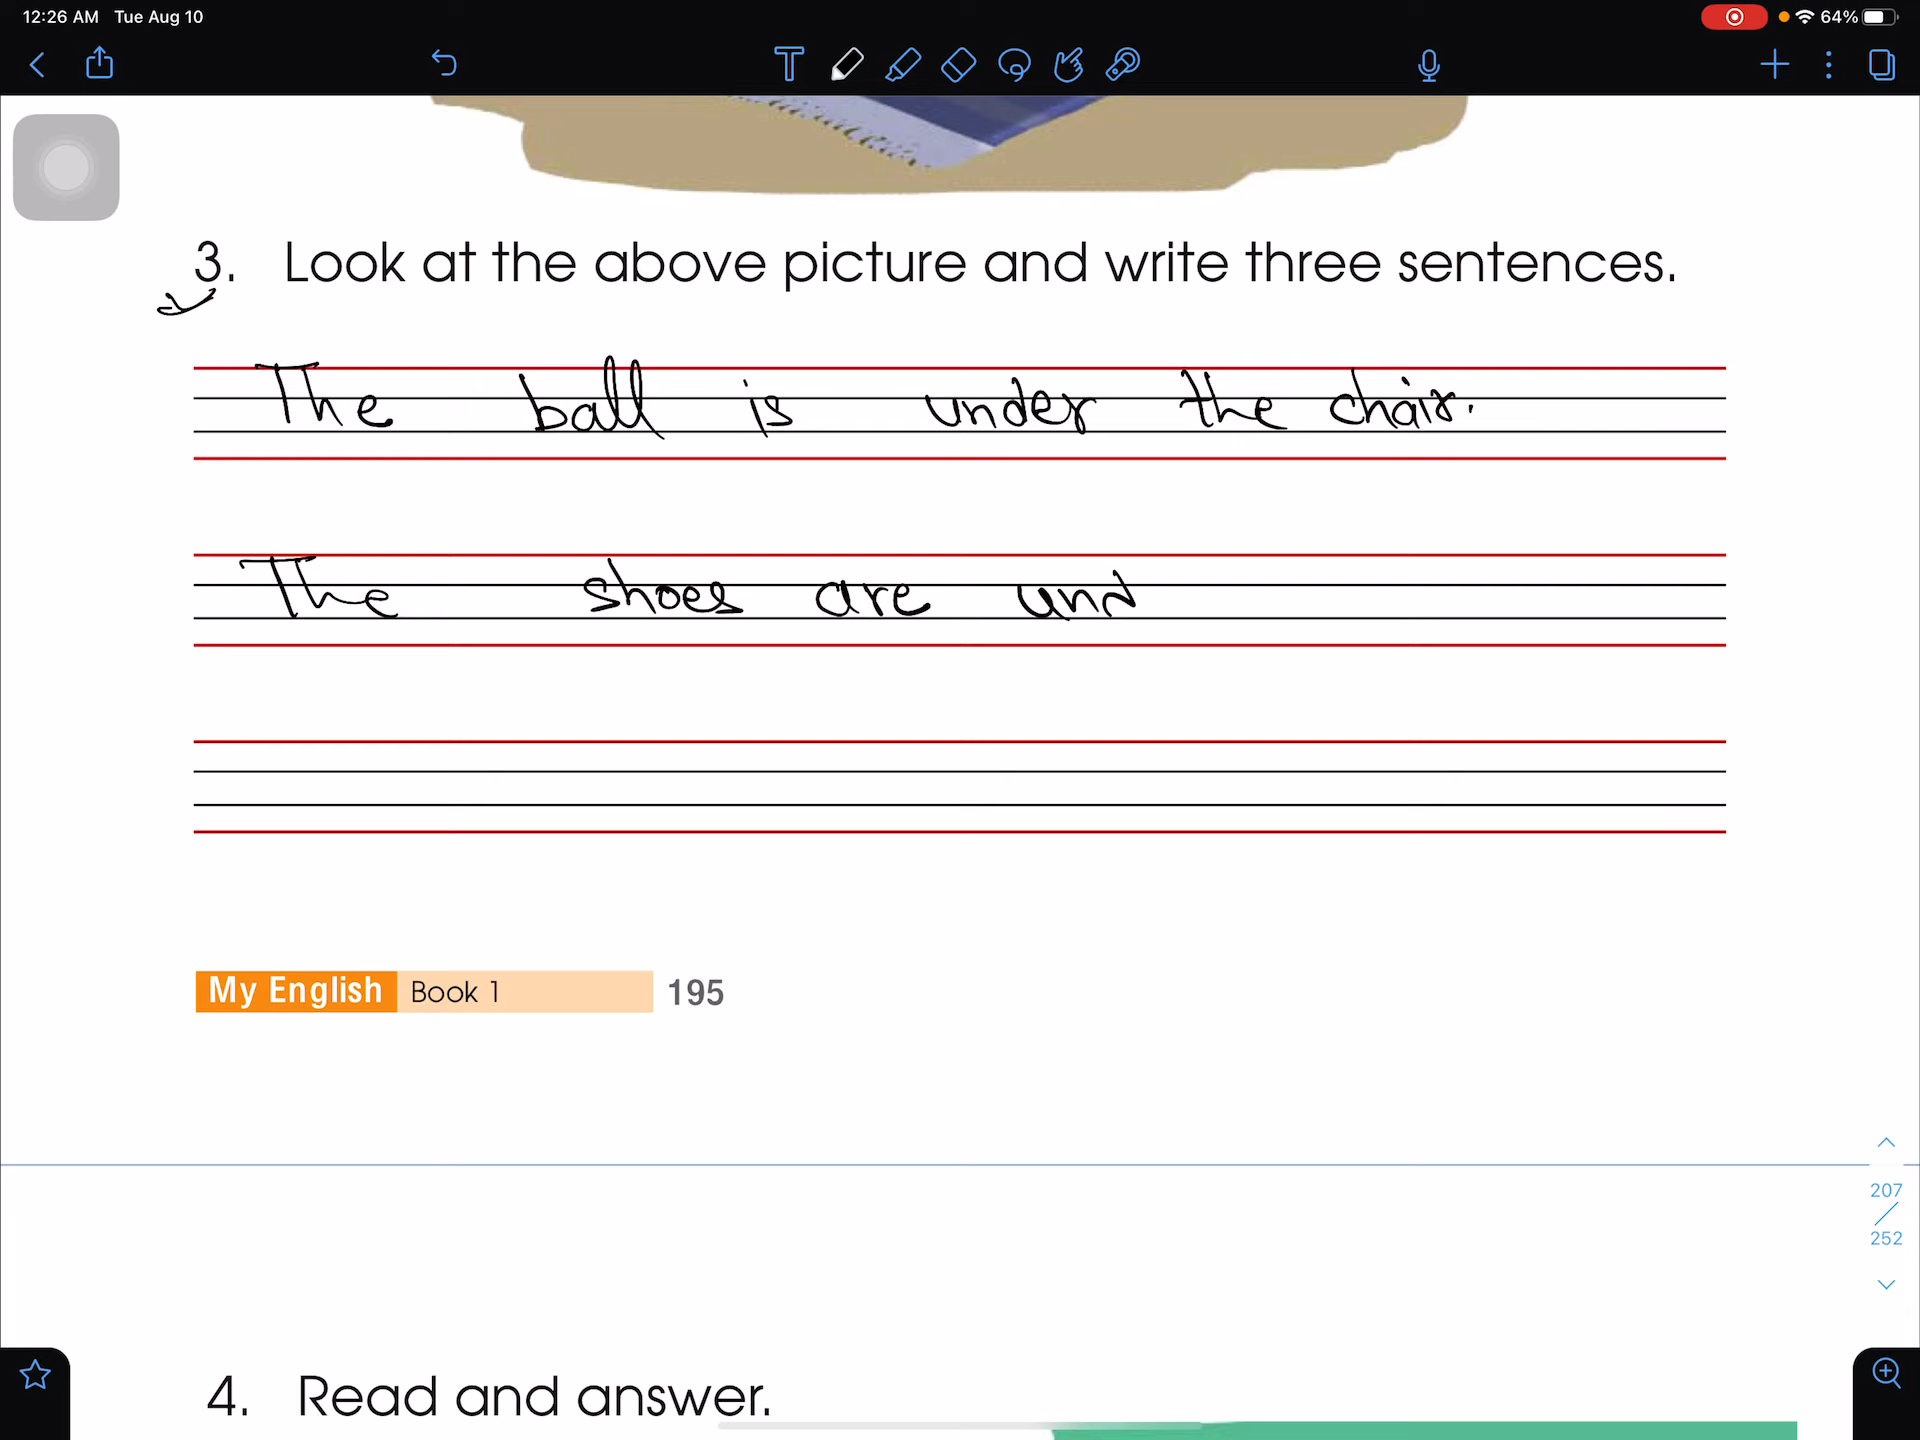 12:26 AM Tue Aug 10 64%
3. Look at the above picture and write three sentences.
The ball is under the chair.
The shoes are und
My English Book 1 195
207
252
4. Read and answer.